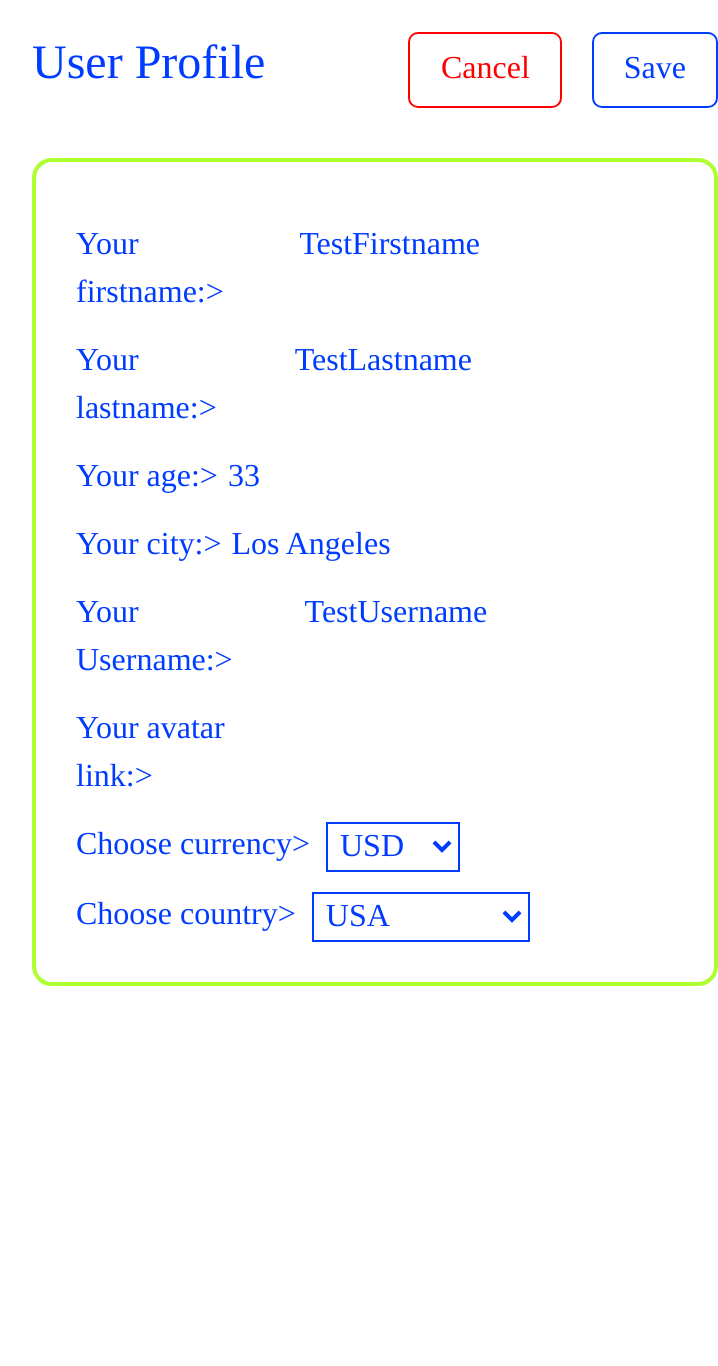 User Profile Cancel Save
Your TestFirstname
firstname:>
Your TestLastname
lastname:>
Your age:> 33
Your city:> Los Angeles
Your TestUsername
Username:>
Your avatar
link:>
Choose currency> USD
Choose country> USA